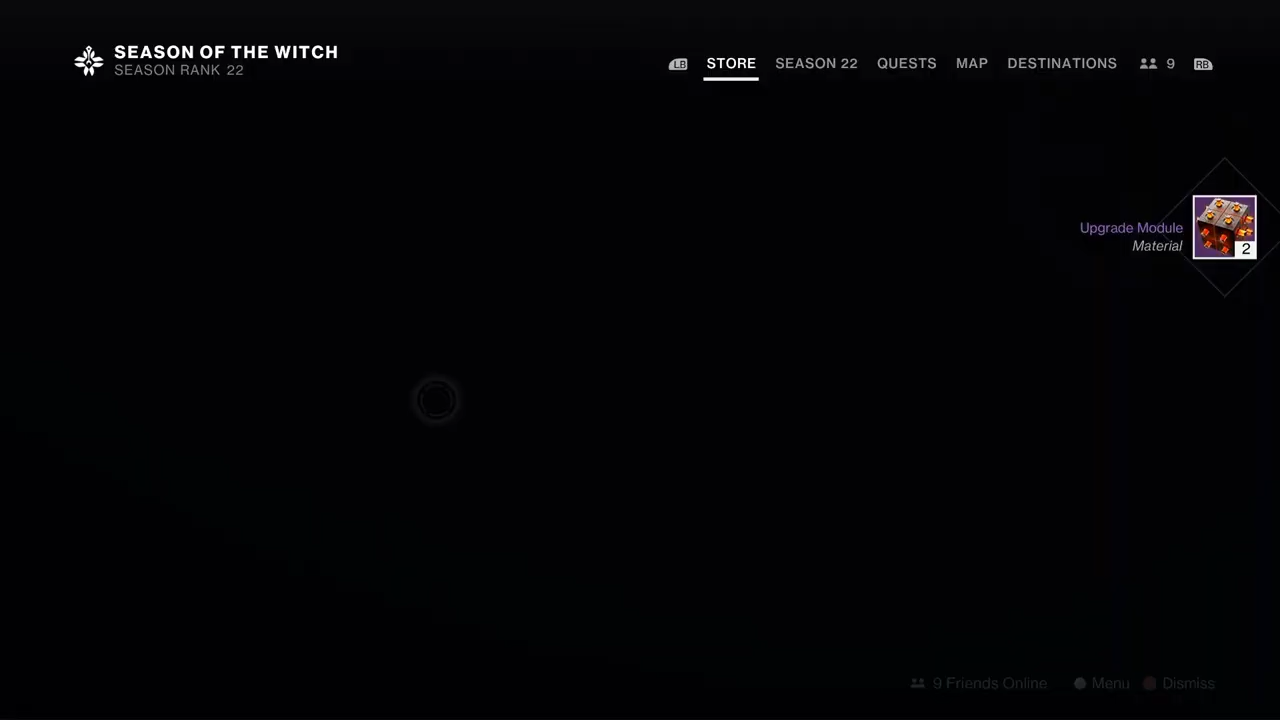 SEASON OF THE WITCH
SEASON RANK 22
LB STORE SEASON 22 QUESTS MAP DESTINATIONS 9 RB
Upgrade Module
Material
2
9 Friends Online Menu Dismiss